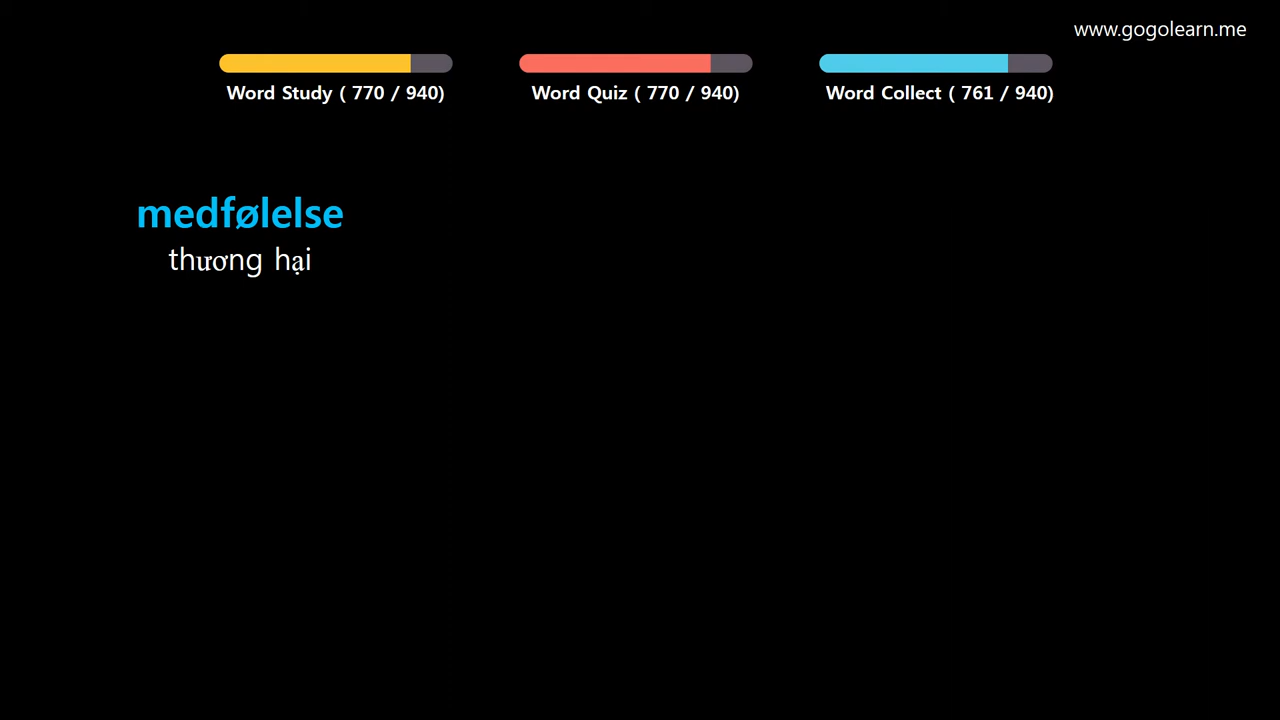 www.gogolearn.me
Word Study ( 770 / 940)
Word Quiz ( 770 / 940)
Word Collect ( 761 / 940)
medfølelse
thương hại